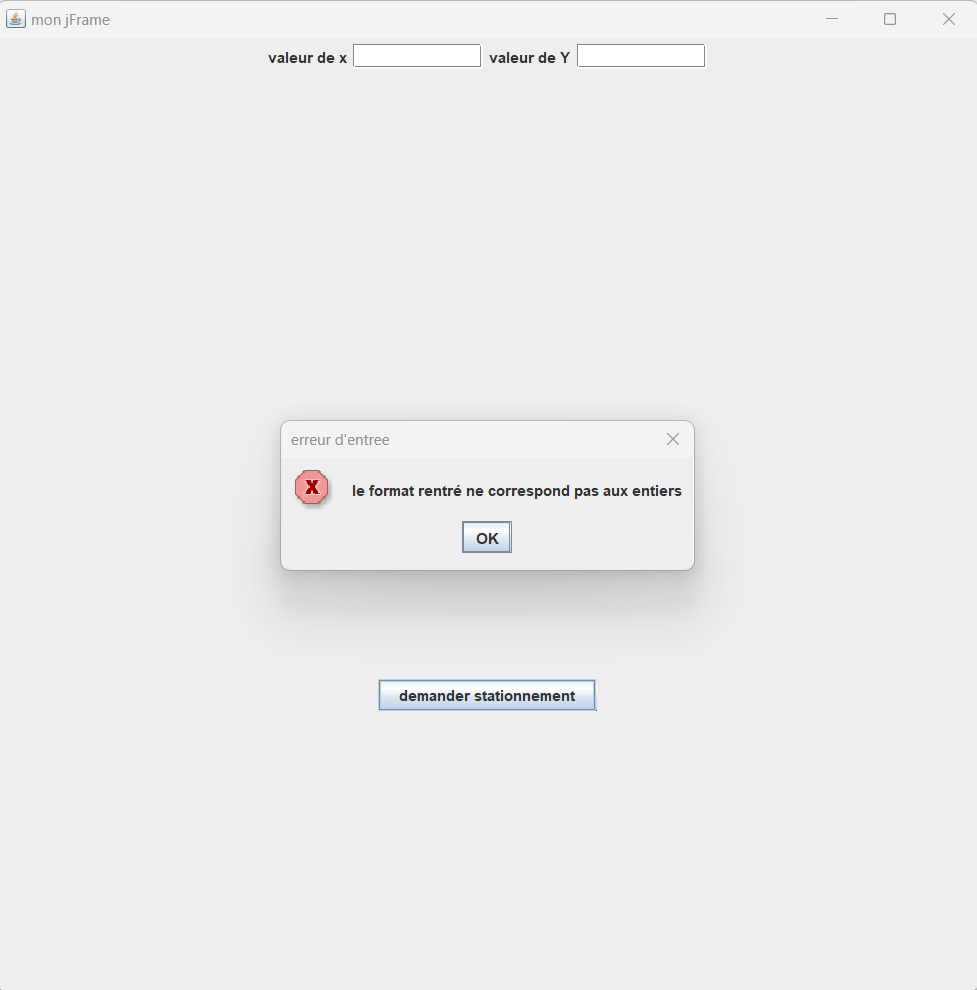 mon jFrame
valeur de x valeur de Y
erreur d'entree
le format rentré ne correspond pas aux entiers
OK
demander stationnement